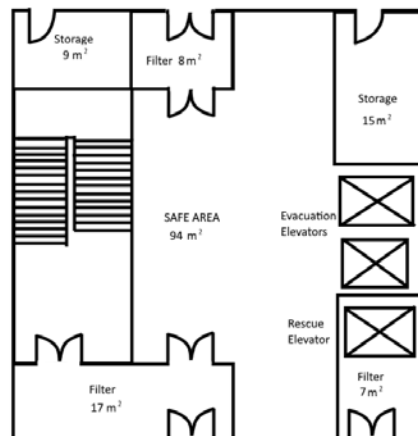 Storage
9 m²
Filter 8 m²
Storage
15 m²
SAFE AREA
94 m²
Evacuation
Elevators
Rescue
Elevator
Filter
17 m²
Filter
7 m²